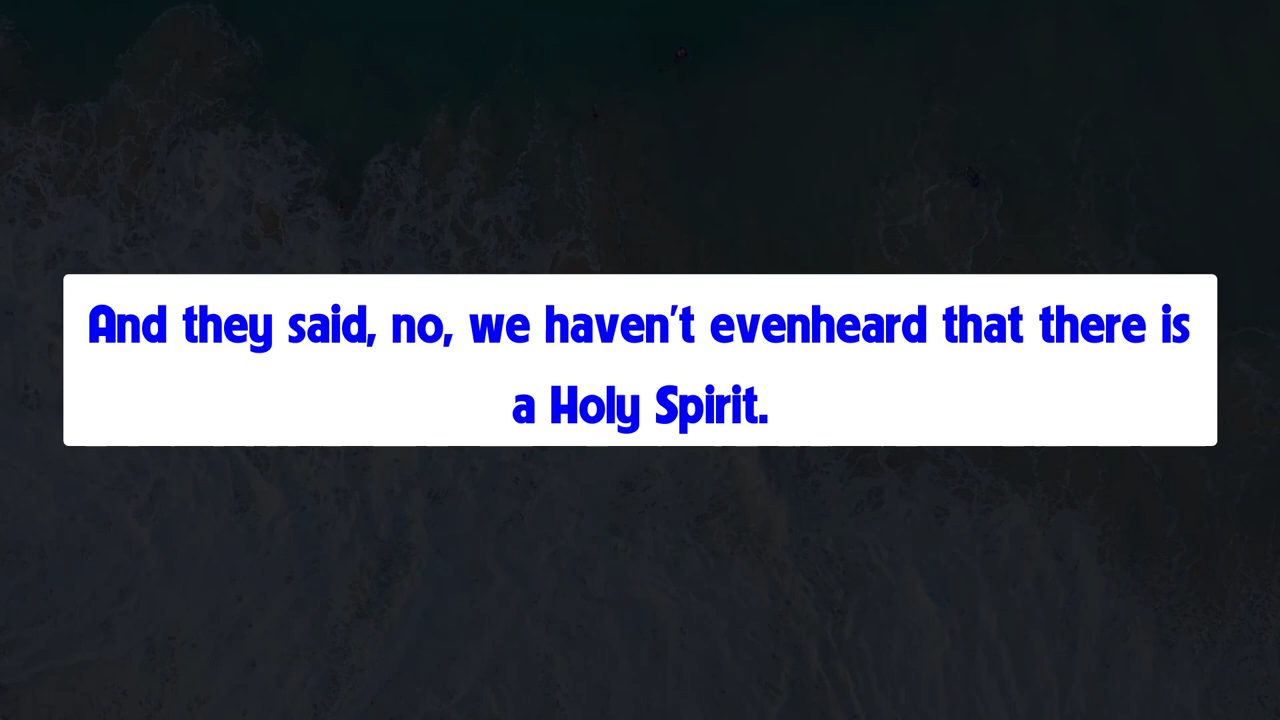 And they said, no, we haven't evenheard that there is
a Holy Spirit.